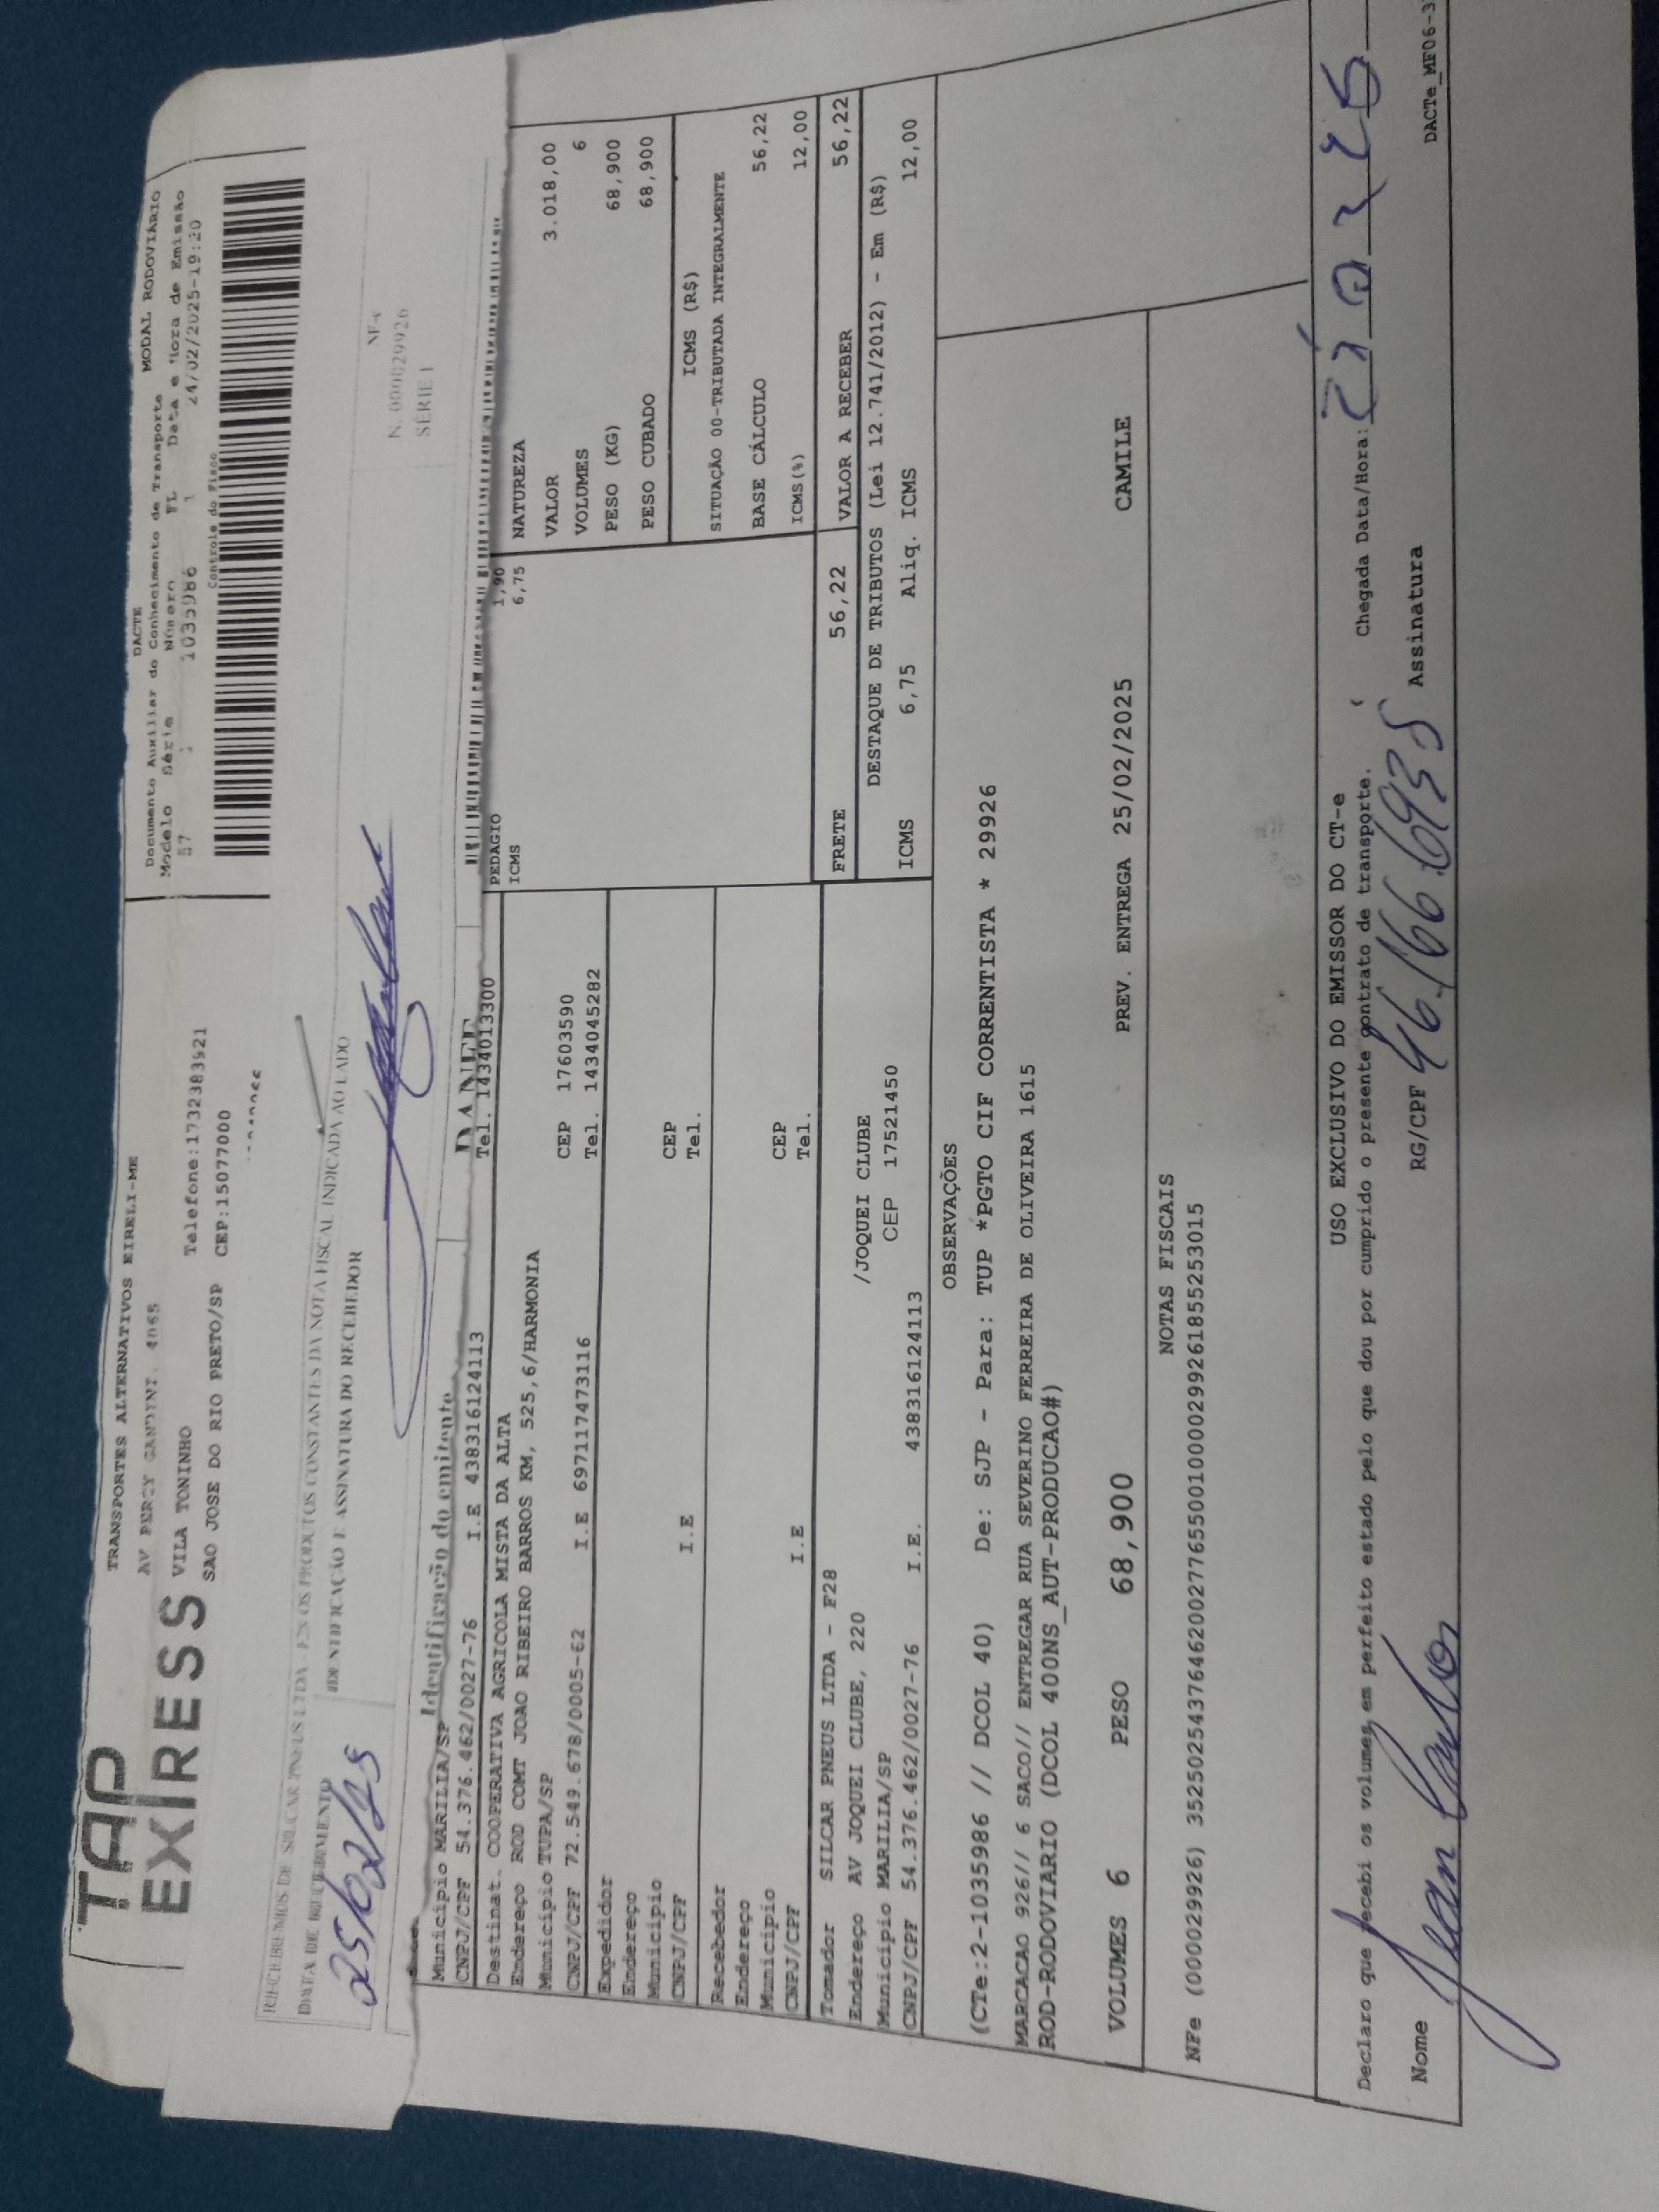 TAP
EXPRESS
TRANSPORTES ALTERNATIVOS EIRELI-ME
AV PERCY GANDINI, 4065
VILA TONINHO Telefone:1732383921
SAO JOSE DO RIO PRETO/SP CEP:15077000
DACTE MODAL RODOVIÁRIO
Documento Auxiliar do Conhecimento de Transporte
Modelo Série Número FL Data e Hora de Emissão
57 1035986 1 24/02/2025-19:20
Controle do Fisco
RECEBEMOS DE SILCAR PNEUS LTDA - F28 OS PRODUTOS CONSTANTES DA NOTA FISCAL INDICADA AO LADO
DATA DE RECEBIMENTO IDENTIFICAÇÃO E ASSINATURA DO RECEBEDOR
25/02/25
NF-e
N. 000029926
SÉRIE 1
Identificação do emitente DANFE
Município MARILIA/SP Tel. 1434013300
CNPJ/CPF 54.376.462/0027-76 I.E 438316124113
Destinat. COOPERATIVA AGRICOLA MISTA DA ALTA
Endereço ROD COMT JOAO RIBEIRO BARROS KM, 525,6/HARMONIA
Município TUPA/SP CEP 17603590
CNPJ/CPF 72.549.678/0005-62 I.E 697117473116 Tel. 1434045282
Expedidor
Endereço
Município CEP
CNPJ/CPF I.E Tel.
Recebedor
Endereço
Município CEP
CNPJ/CPF I.E Tel.
Tomador SILCAR PNEUS LTDA - F28
Endereço AV JOQUEI CLUBE, 220 /JOQUEI CLUBE
Município MARILIA/SP CEP 17521450
CNPJ/CPF 54.376.462/0027-76 I.E. 438316124113
PEDAGIO 1,90
ICMS 6,75
NATUREZA
VALOR 3.018,00
VOLUMES 6
PESO (KG) 68,900
PESO CUBADO 68,900
ICMS (R$)
SITUAÇÃO 00-TRIBUTADA INTEGRALMENTE
BASE CÁLCULO 56,22
ICMS(%) 12,00
FRETE 56,22 VALOR A RECEBER 56,22
DESTAQUE DE TRIBUTOS (Lei 12.741/2012) - Em (R$)
ICMS 6,75 Aliq. ICMS 12,00
OBSERVAÇÕES
(CTe:2-1035986 // DCOL 40) De: SJP - Para: TUP *PGTO CIF CORRENTISTA * 29926
MARCACAO 926// 6 SACO// ENTREGAR RUA SEVERINO FERREIRA DE OLIVEIRA 1615
ROD-RODOVIARIO (DCOL 400NS_AUT-PRODUCAO#)
VOLUMES 6 PESO 68,900 PREV. ENTREGA 25/02/2025 CAMILE
NOTAS FISCAIS
NFe (000029926) 35250254376462002776550010000299261855253015
USO EXCLUSIVO DO EMISSOR DO CT-e
Declaro que recebi os volumes em perfeito estado pelo que dou por cumprido o presente contrato de transporte. Chegada Data/Hora:
Nome Jean Carlos RG/CPF 46.166.693-5 Assinatura
DACTe_MF06-3